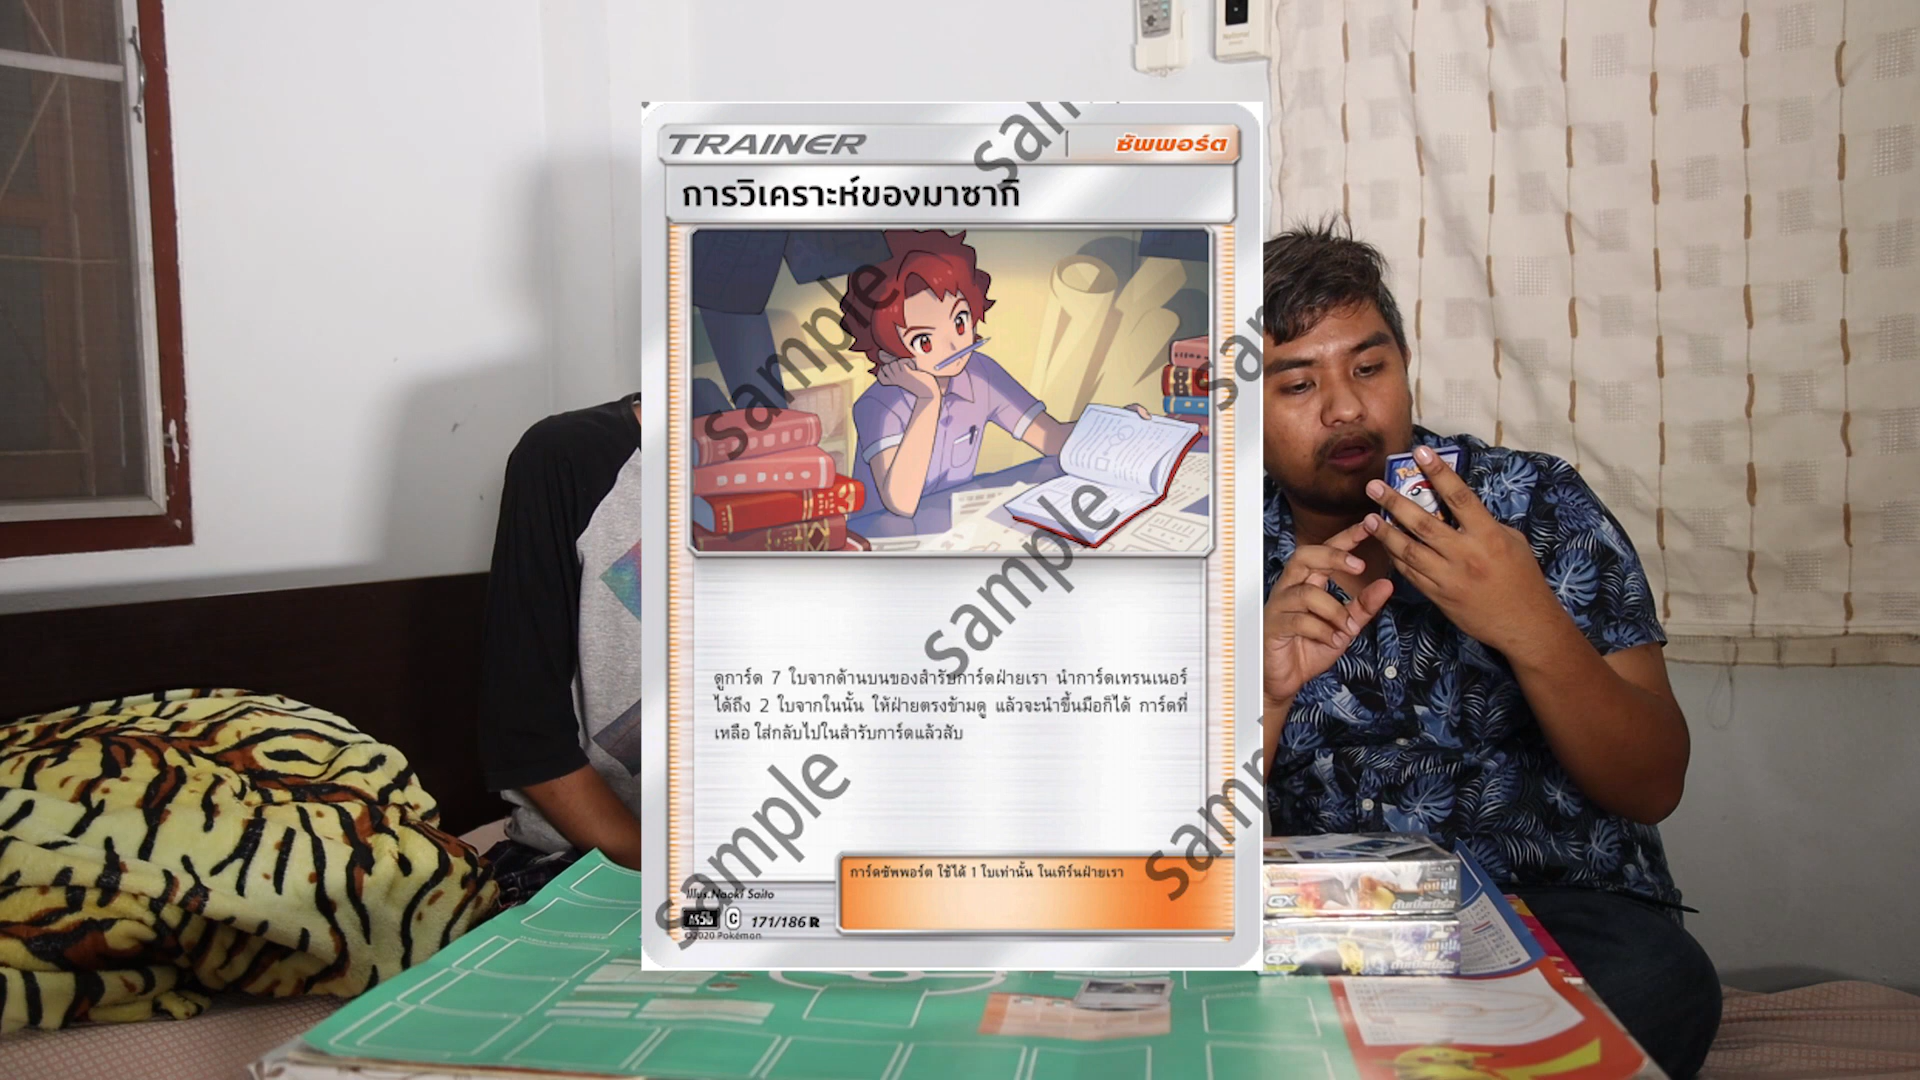 TRAINER
ซัพพอร์ต
การวิเคราะห์ของมาซากิ
ดูการ์ด 7 ใบจากด้านบนของสำรับการ์ดฝ่ายเรา นำการ์ดเทรนเนอร์
ได้ถึง 2 ใบจากในนั้น ให้ฝ่ายตรงข้ามดู แล้วจะนำขึ้นมือก็ได้ การ์ดที่
เหลือ ใส่กลับไปในสำรับการ์ดแล้วสับ
การ์ดซัพพอร์ต ใช้ได้ 1 ใบเท่านั้น ในเทิร์นฝ่ายเรา
Illus. Naoki Saito
AS5b C 171/186 R
©2020 Pokémon
sample
sample
sample
sample
sample
sample
National
GX
GX